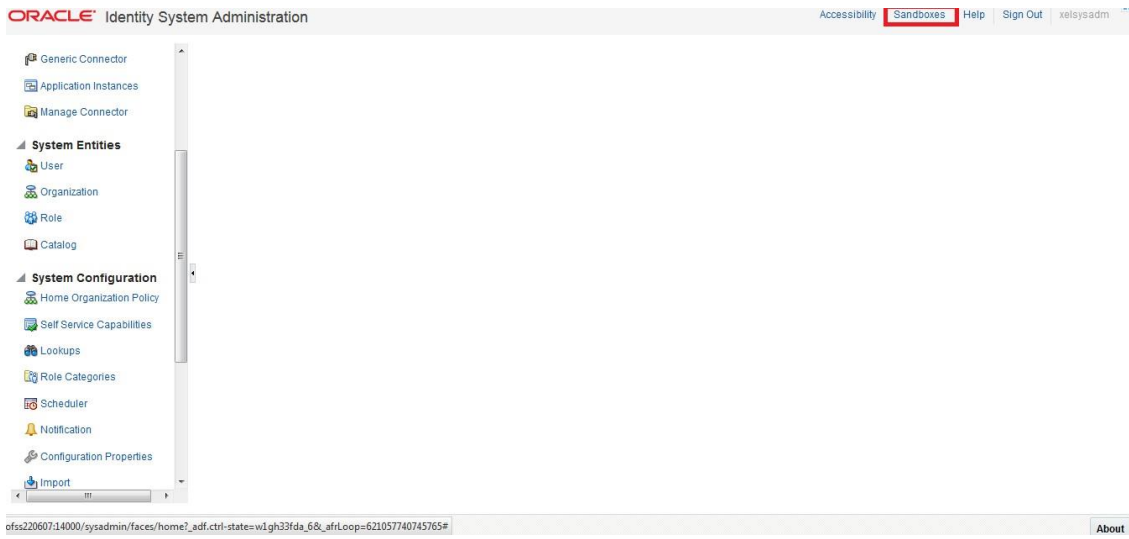 ORACLE Identity System Administration
Accessibility Sandboxes Help Sign Out xelsysadm
Generic Connector
Application Instances
Manage Connector
System Entities
User
Organization
Role
Catalog
System Configuration
Home Organization Policy
Self Service Capabilities
Lookups
Role Categories
Scheduler
Notification
Configuration Properties
Import
ofss220607:14000/sysadmin/faces/home?_adf.ctrl-state=w1gh33fda_6&_afrLoop=621057740745765#
About